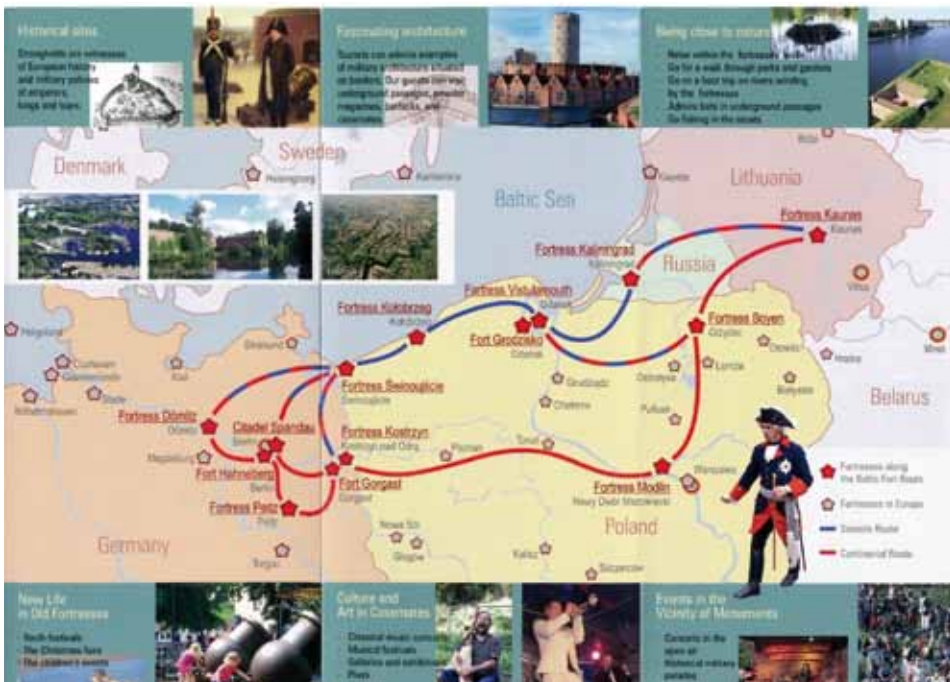 Historical sites
Strongholds are witnesses
of European history
and military policies
of emperors,
kings and tsars.
Fascinating architecture
Tourists can admire examples
of military architecture situated
on borders. Our guests can visit
underground passages, powder
magazines, barracks, and
casemates
Being close to nature
Relax within the fortresses
Go for a walk through parks and gardens
Go on a boat trip on rivers winding
by the fortresses
Admire bats in underground passages
Go fishing in the moats
Denmark
Sweden
Helsingborg
Karlskrona
Baltic Sea
Klaipeda
Lithuania
Fortress Kaunas
Kaunas
Fortress Kaliningrad
Kaliningrad
Russia
Vilnius
Fortress Vistulamouth
Gdańsk
Fortress Kołobrzeg
Kołobrzeg
Fort Grodzisko
Gdańsk
Fortress Boyen
Giżycko
Minsk
Helgoland
Stralsund
Cuxhaven
Kiel
Stade
Wilhelmshaven
Fortress Świnoujście
Świnoujście
Grudziądz
Ostrołęka
Łomża
Osowiec
Hrodna
Białystok
Belarus
Chełmno
Pułtusk
Fortress Dömitz
Dömitz
Citadel Spandau
Berlin
Fortress Kostrzyn
Kostrzyn nad Odrą
Magdeburg
Poznań
Toruń
Fort Hahneberg
Berlin
Fort Gorgast
Gorgast
Fortress Modlin
Nowy Dwór Mazowiecki
Warszawa
Fortress Peitz
Peitz
Germany
Torgau
Nowa Sól
Głogów
Kalisz
Poland
Szczerców
Fortresses along
the Baltic Fort Route
Fortresses in Europe
Seaside Route
Continental Route
New Life
in Old Fortresses
Youth festivals
The Christmas fairs
The children's events
Culture and
Art in Casemates
Classical music concerts
Musical festivals
Galleries and exhibitions
Plays
Events in the
Vicinity of Monuments
Concerts in the
open air
Historical military
parades